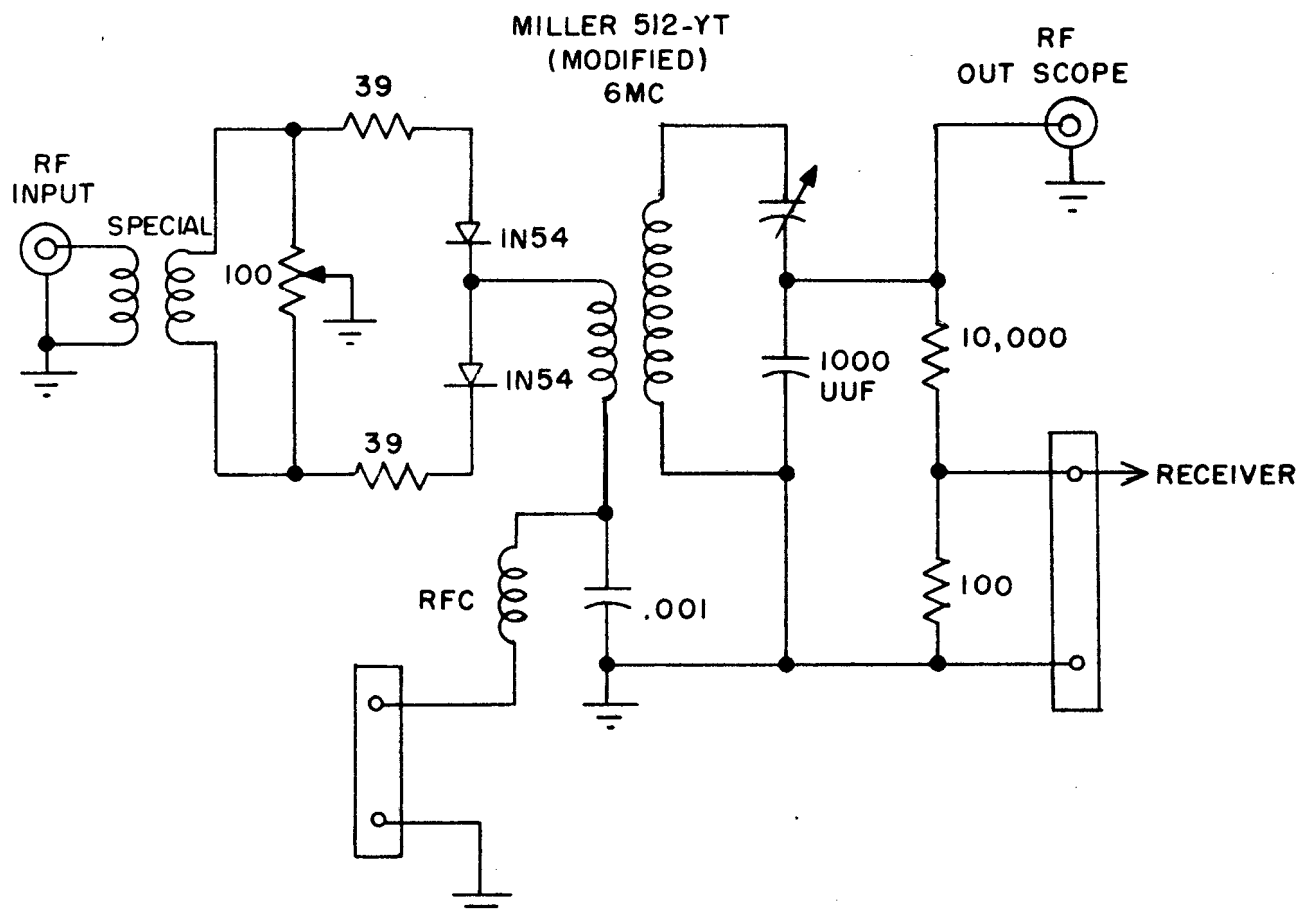 MILLER 512-YT
(MODIFIED)
6MC
RF
OUT SCOPE
39
RF
INPUT
SPECIAL
100
IN54
10,000
1000
UUF
IN54
39
RECEIVER
RFC
.001
100